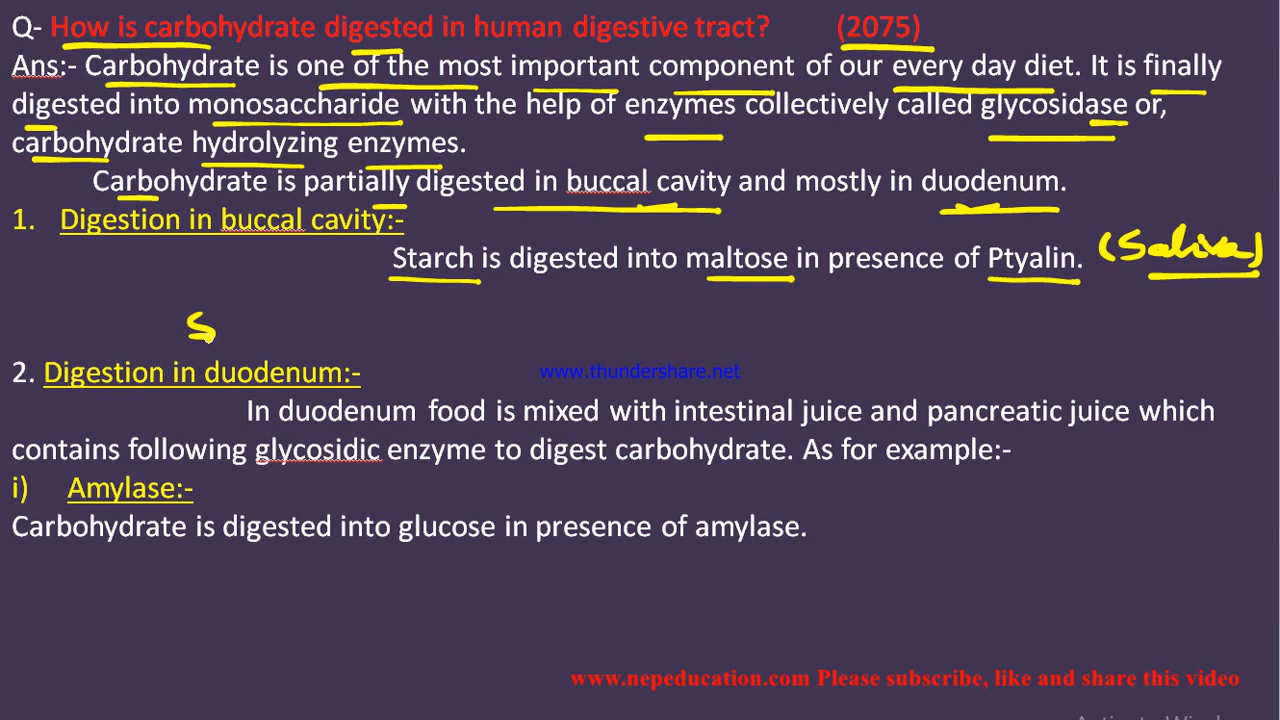 Q- How is carbohydrate digested in human digestive tract? (2075)
Ans:- Carbohydrate is one of the most important component of our every day diet. It is finally
digested into monosaccharide with the help of enzymes collectively called glycosidase or,
carbohydrate hydrolyzing enzymes.
Carbohydrate is partially digested in buccal cavity and mostly in duodenum.
1. Digestion in buccal cavity:-
Starch is digested into maltose in presence of Ptyalin. (Saliva)
S
2. Digestion in duodenum:-
www.thundershare.net
In duodenum food is mixed with intestinal juice and pancreatic juice which
contains following glycosidic enzyme to digest carbohydrate. As for example:-
i) Amylase:-
Carbohydrate is digested into glucose in presence of amylase.
www.nepeducation.com Please subscribe, like and share this video